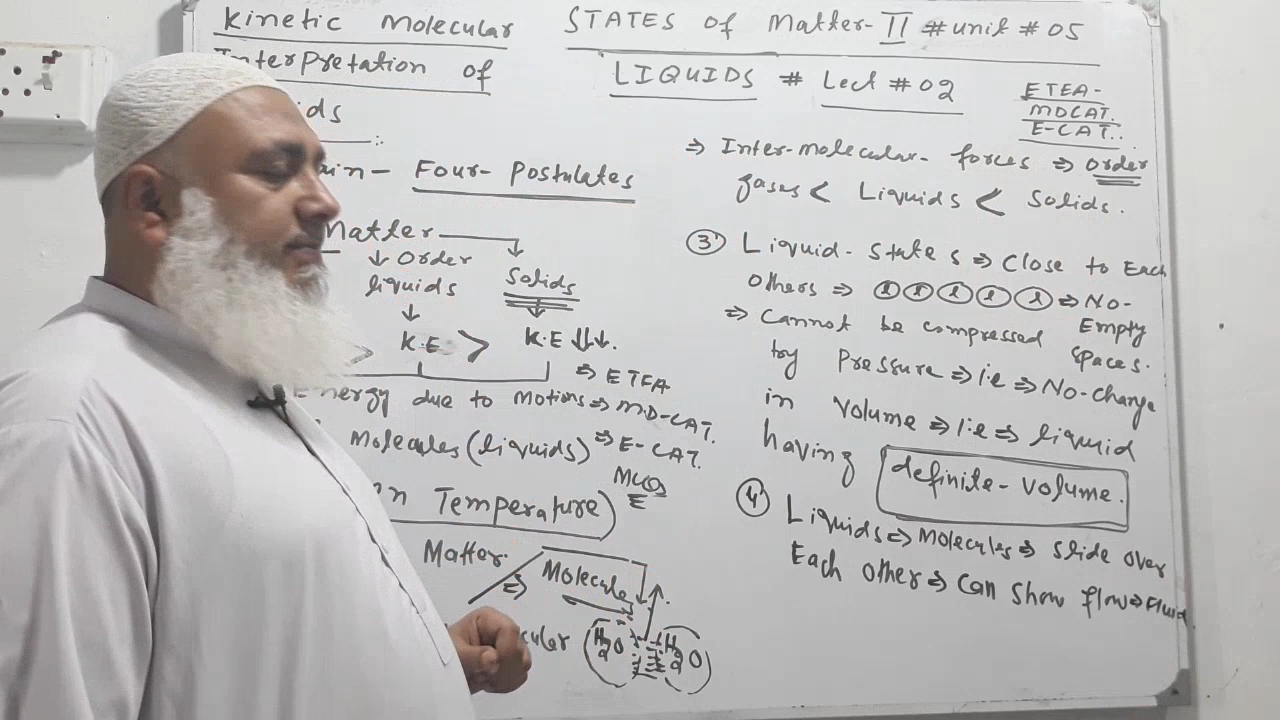 Kinetic Molecular
Interpretation of
ids
in- Four- Postulates
Matter
↓ Order
liquids
Solids
↓
K.E > K.E ↓↓↓.
⇒ ETEA
Energy due to Motions ⇒ MD-CAT.
Molecules (liquids) ⇒ E-CAT.
MCQs
n Temperature)
Matter.
⇒ Molecule
cular H2O H2O
STATES of Matter-II # unit # 05
LIQUIDS # Lect # 02
ETEA-
MDCAT.
E-CAT.
⇒ Inter-molecular- forces ⇒ Order
gases < Liquids < Solids.
3 Liquid- state s ⇒ Close to Each
others ⇒ ⇒ No-
Empty
Spaces.
⇒ Cannot be compressed
by Pressure ⇒ i.e ⇒ No-change
in Volume ⇒ i.e ⇒ liquid
having definite-volume.
4 Liquids ⇒ Molecules ⇒ slide over
Each other ⇒ Can show flow ⇒ Fluid